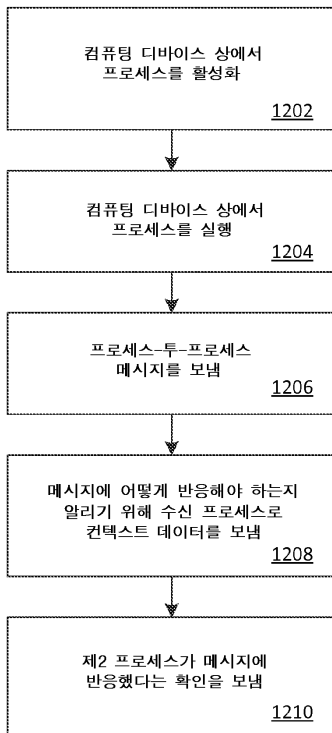 컴퓨팅 디바이스 상에서
프로세스를 활성화
1202
컴퓨팅 디바이스 상에서
프로세스를 실행
1204
프로세스-투-프로세스
메시지를 보냄
1206
메시지에 어떻게 반응해야 하는지
알리기 위해 수신 프로세스로
컨텍스트 데이터를 보냄
1208
제2 프로세스가 메시지에
반응했다는 확인을 보냄
1210